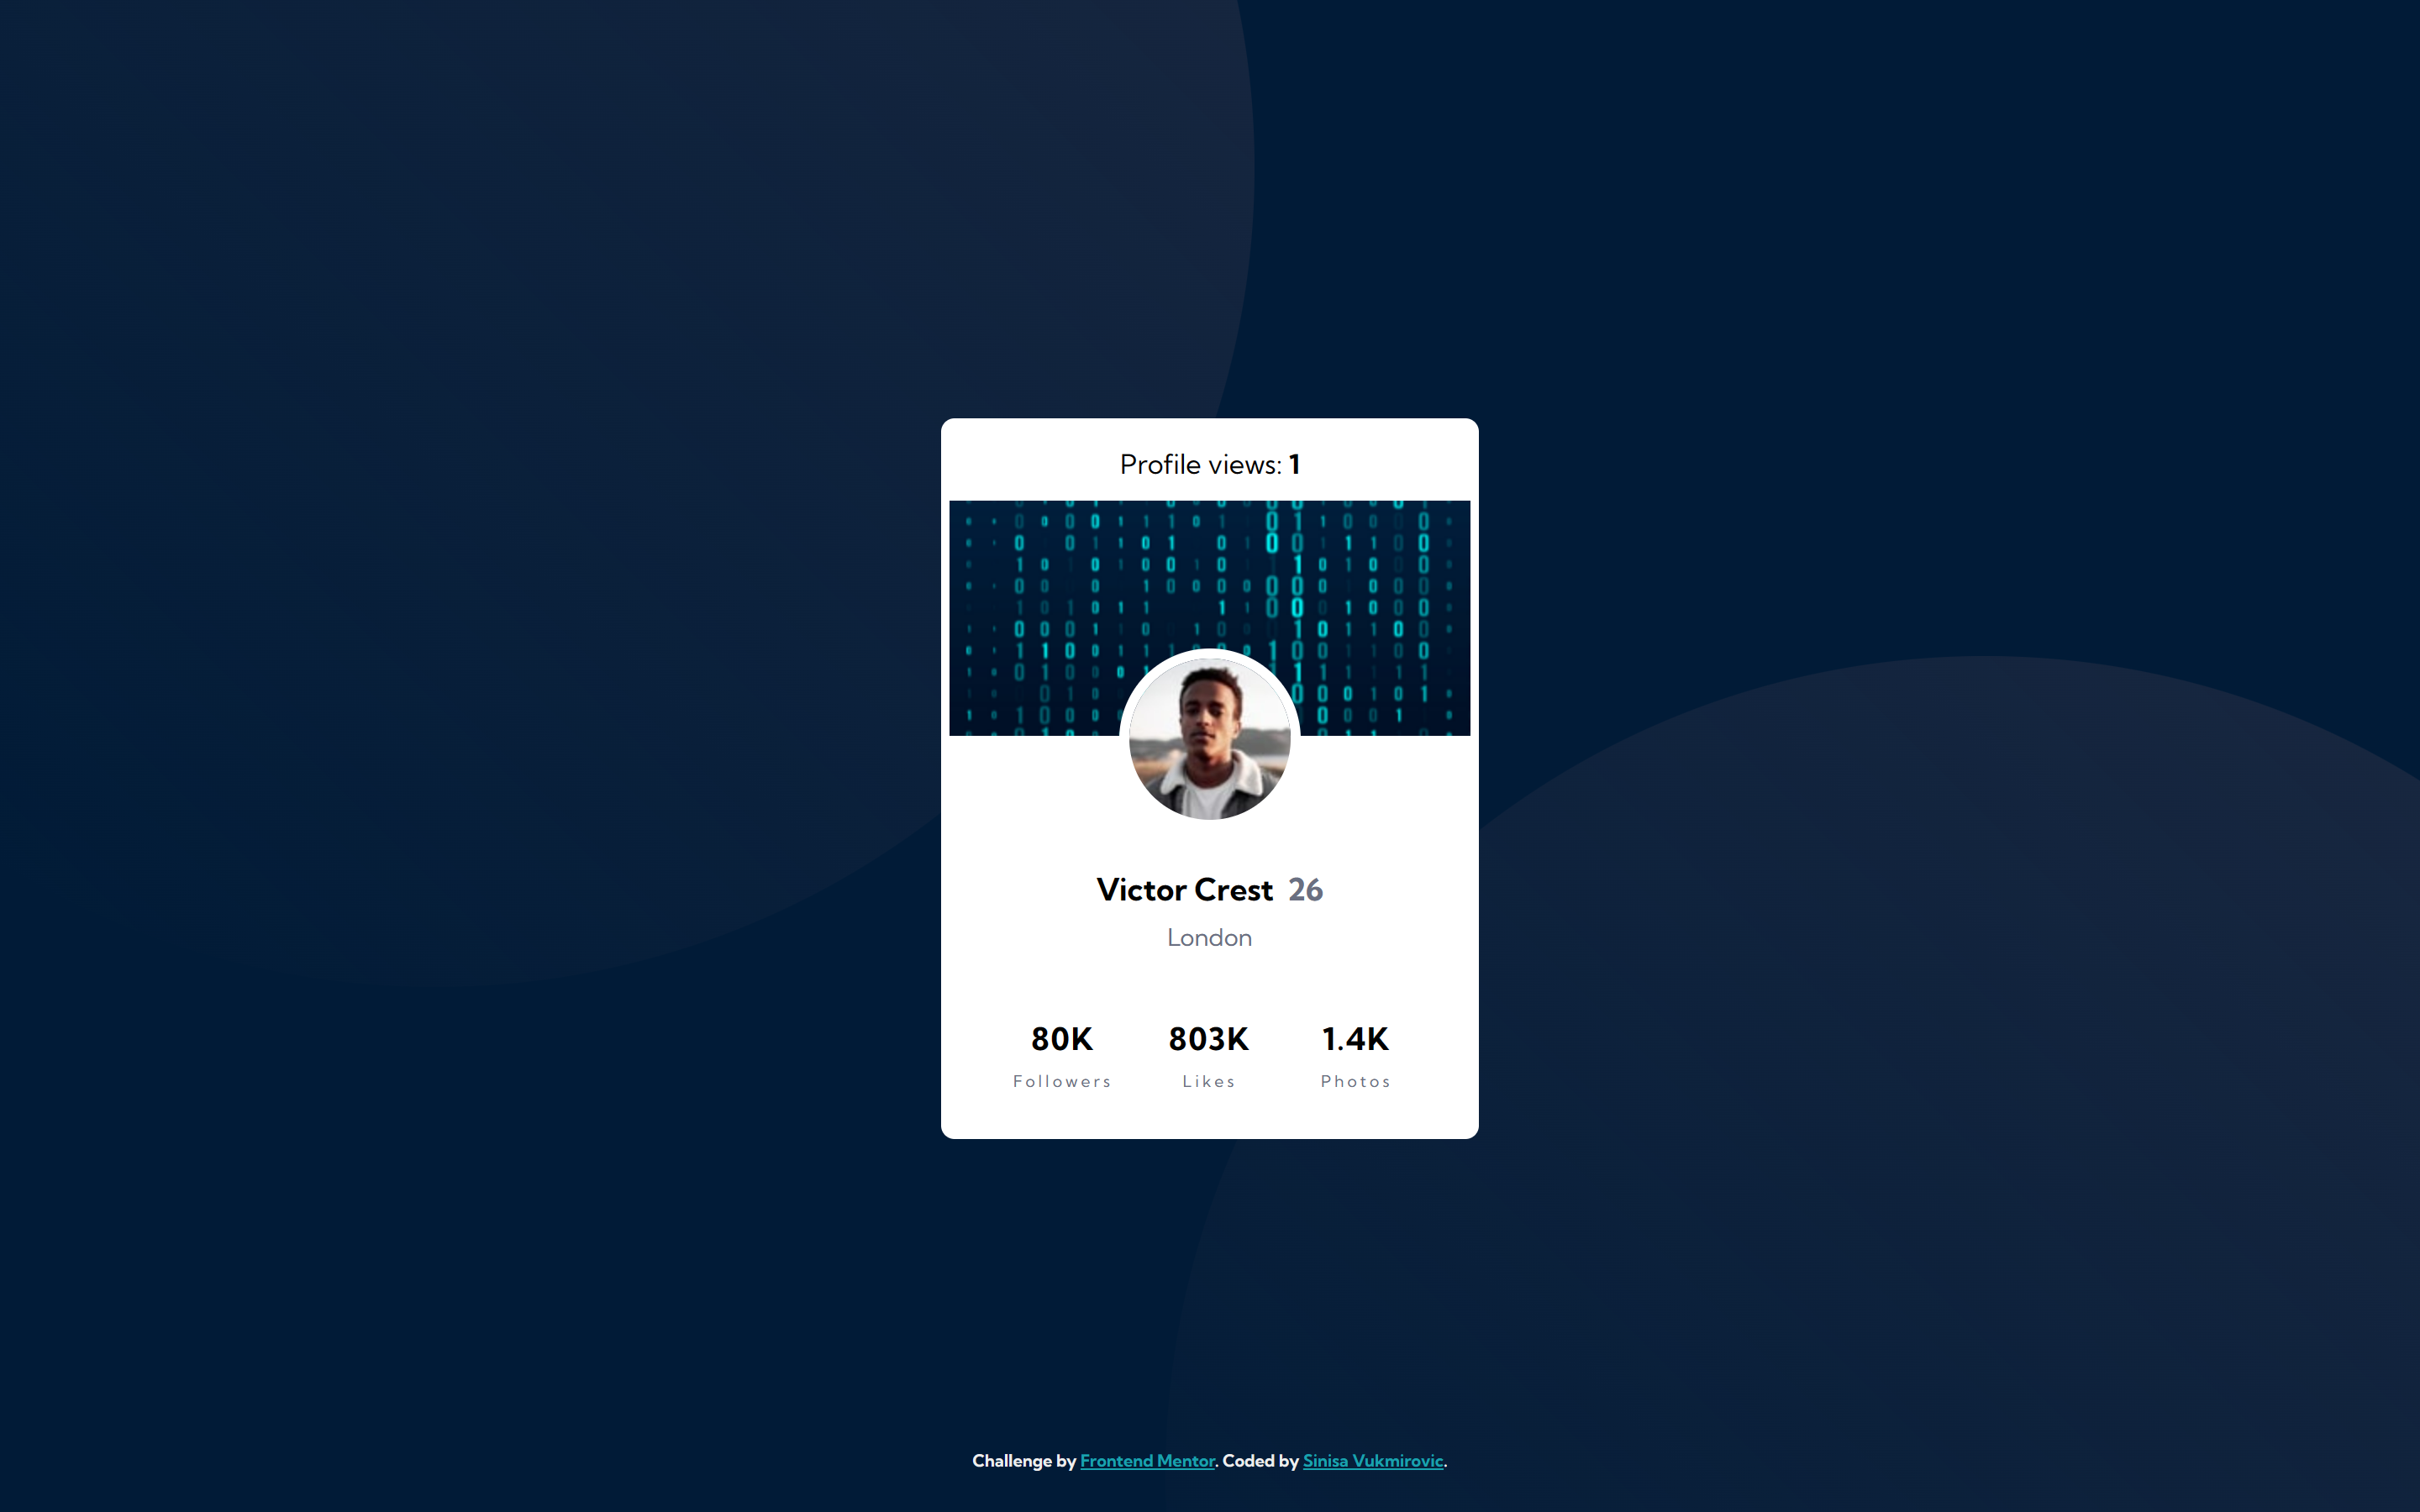 Profile views: 1
Victor Crest 26
London
80K 803K 1.4K
Followers Likes Photos
Challenge by Frontend Mentor. Coded by Sinisa Vukmirovic.